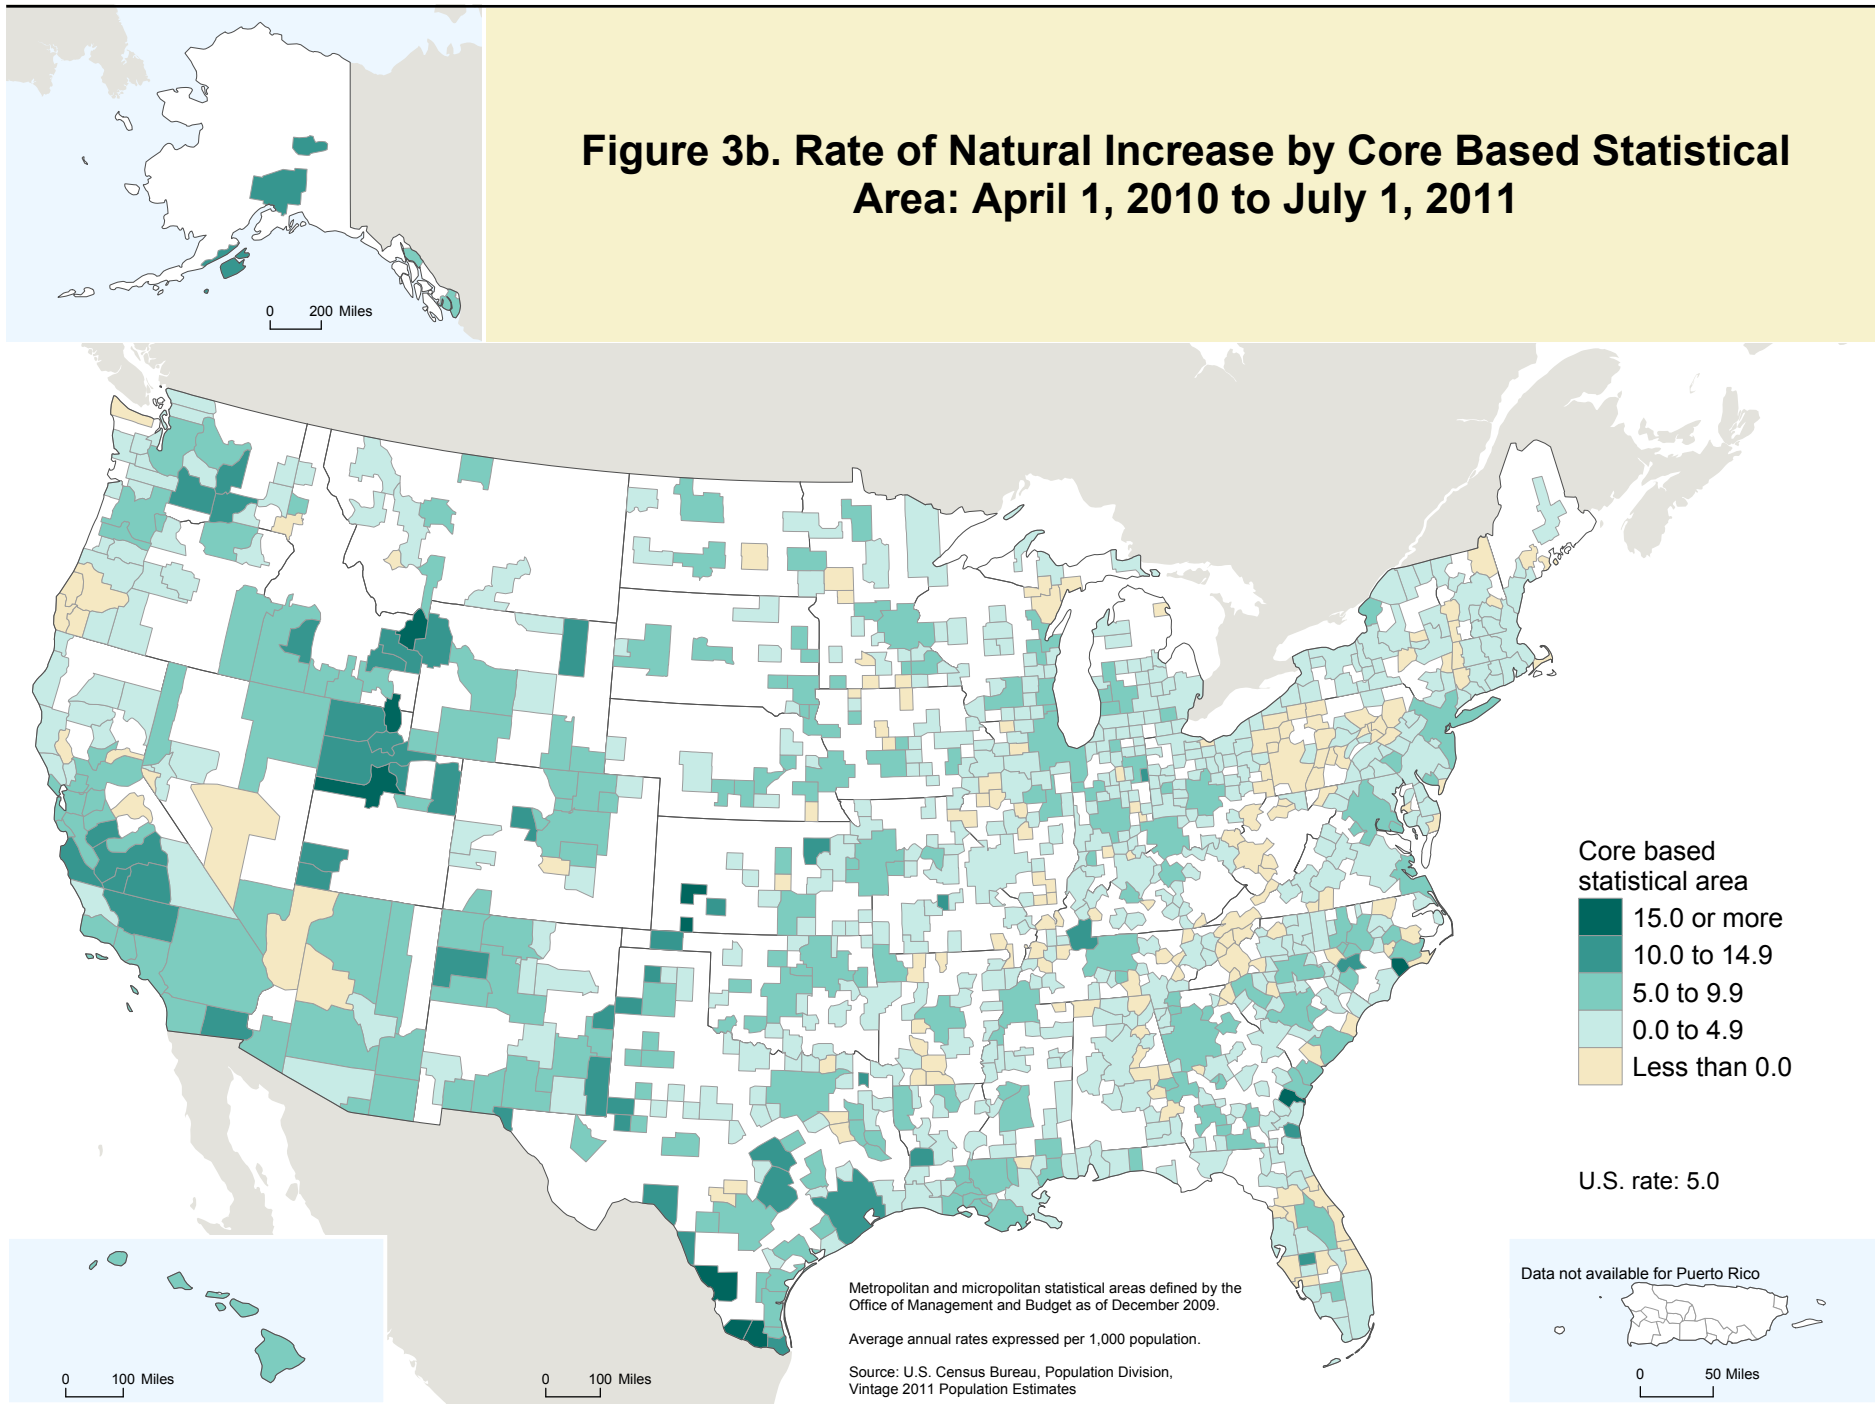 Figure 3b. Rate of Natural Increase by Core Based Statistical
Area: April 1, 2010 to July 1, 2011
0 200 Miles
Core based
statistical area
15.0 or more
10.0 to 14.9
5.0 to 9.9
0.0 to 4.9
Less than 0.0
U.S. rate: 5.0
Data not available for Puerto Rico
0 50 Miles
0 100 Miles
0 100 Miles
Metropolitan and micropolitan statistical areas defined by the
Office of Management and Budget as of December 2009.
Average annual rates expressed per 1,000 population.
Source: U.S. Census Bureau, Population Division,
Vintage 2011 Population Estimates